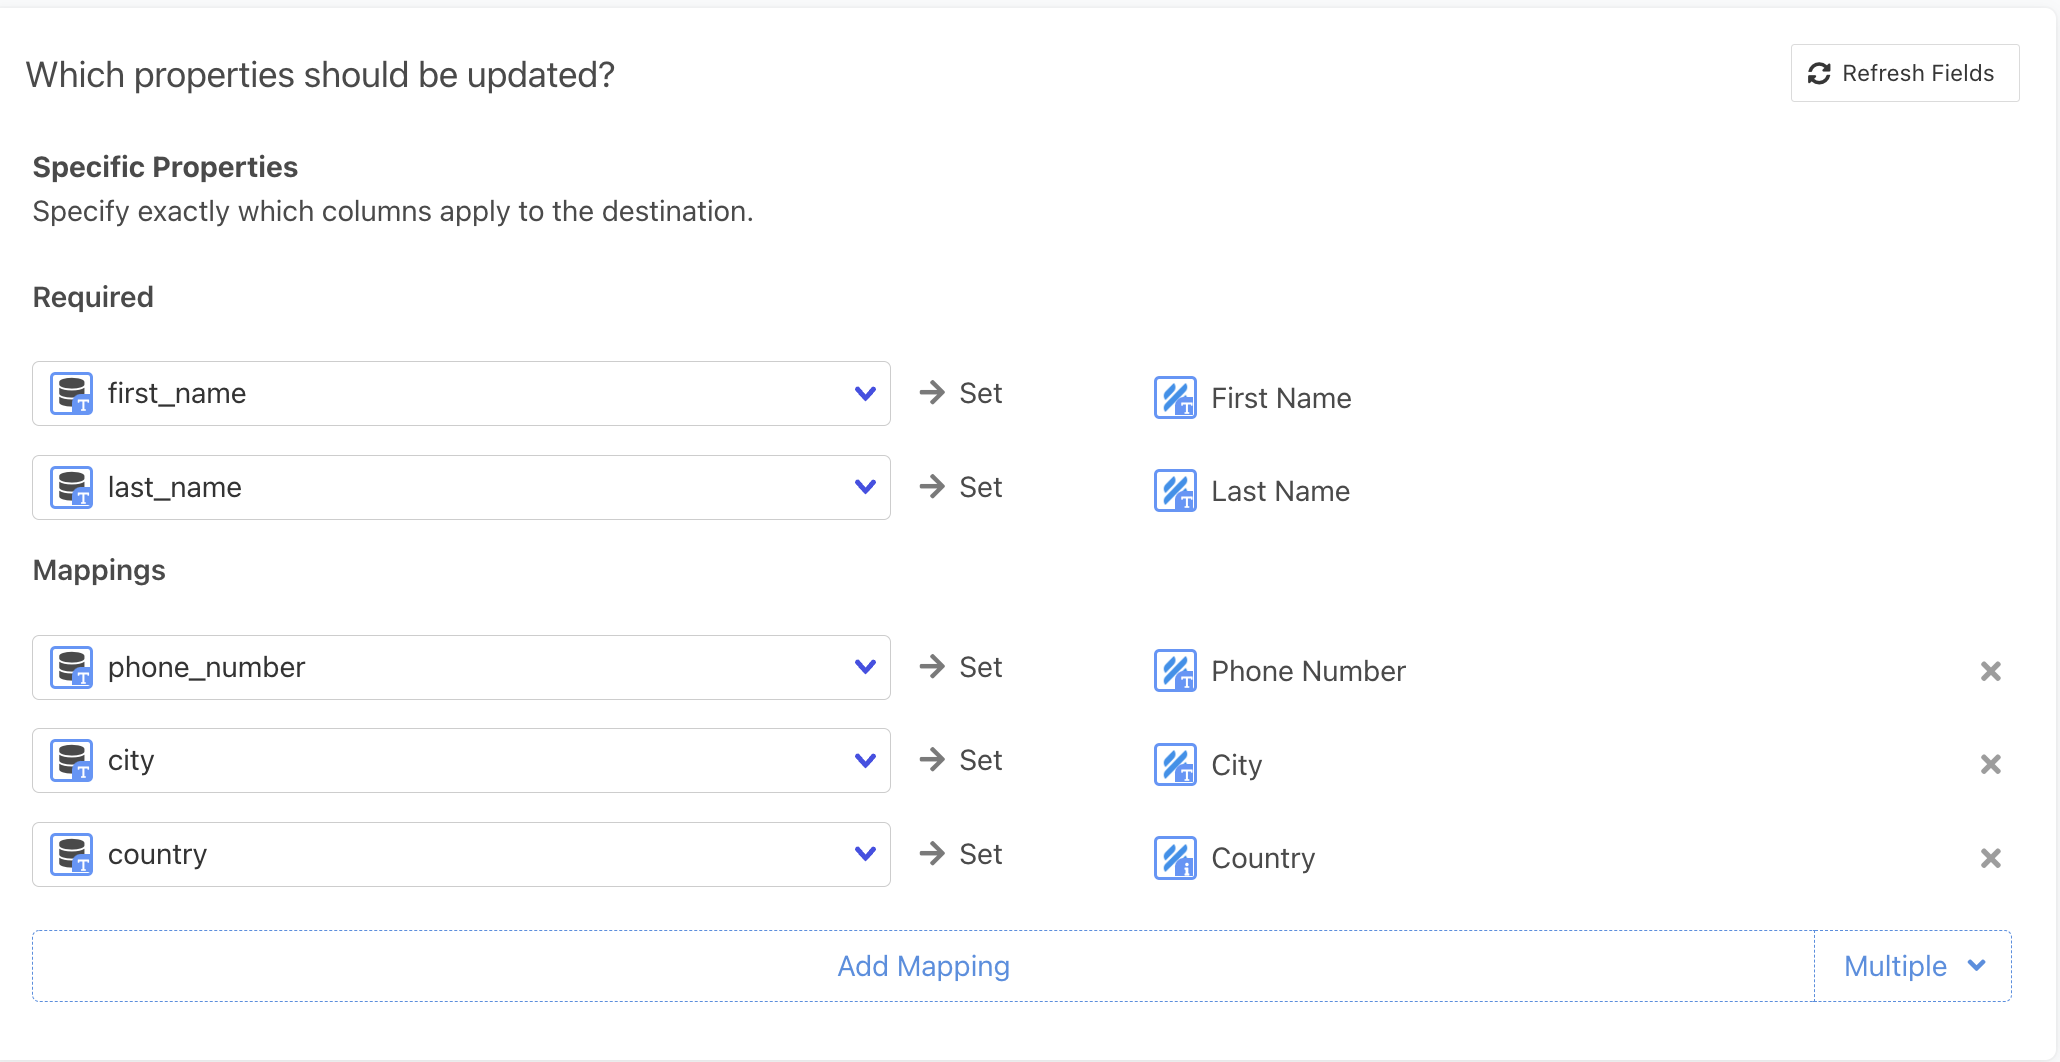 Which properties should be updated?
Refresh Fields
Specific Properties
Specify exactly which columns apply to the destination.
Required
first_name → Set First Name
last_name → Set Last Name
Mappings
phone_number → Set Phone Number
city → Set City
country → Set Country
Add Mapping
Multiple